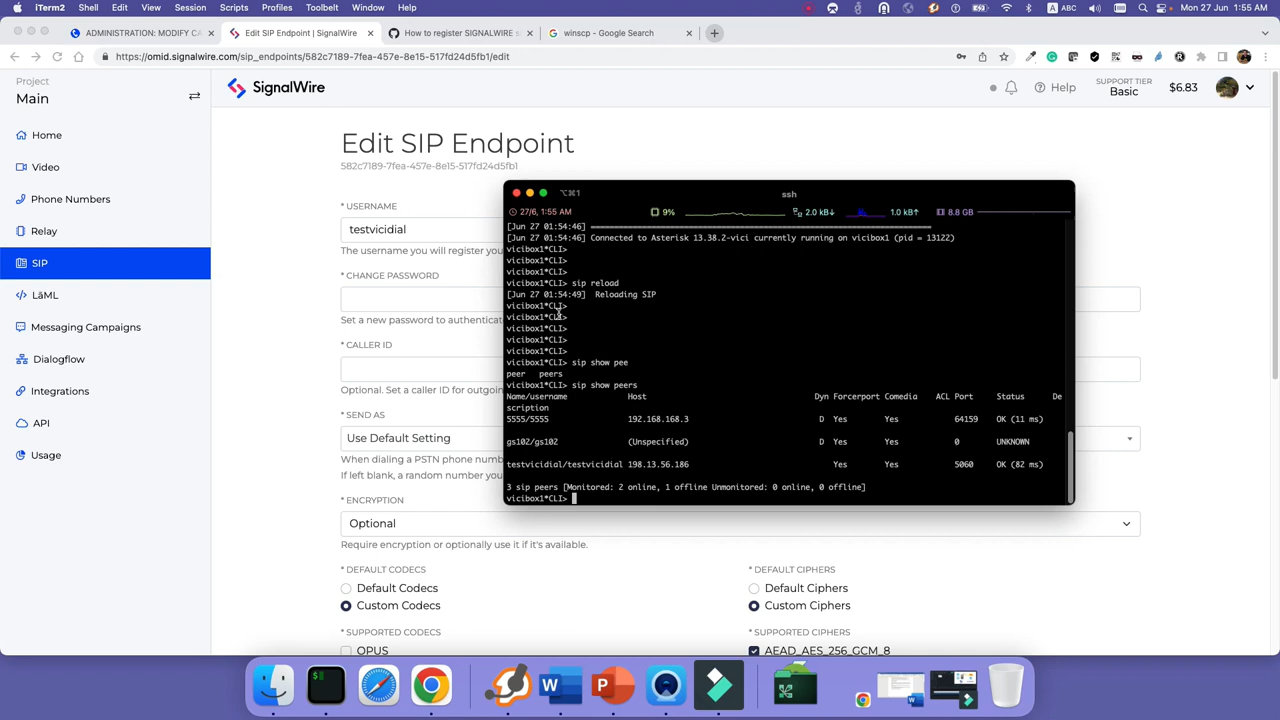 iTerm2 Shell Edit View Session Scripts Profiles Toolbelt Window Help
ABC Mon 27 Jun 1:55 AM
ADMINISTRATION: MODIFY CA
Edit SIP Endpoint | SignalWire
How to register SIGNALWIRE s
winscp - Google Search
https://omid.signalwire.com/sip_endpoints/582c7189-7fea-457e-8e15-517fd24d5fb1/edit
Project
Main
SignalWire
Help
SUPPORT TIER
Basic
$6.83
Home
Video
Phone Numbers
Relay
SIP
LāML
Messaging Campaigns
Dialogflow
Integrations
API
Usage
Edit SIP Endpoint
582c7189-7fea-457e-8e15-517fd24d5fb1
* USERNAME
testvicidial
The username you will register you
* CHANGE PASSWORD
Set a new password to authenticat
* CALLER ID
Optional. Set a caller ID for outgoin
* SEND AS
Use Default Setting
When dialing a PSTN phone numbe
If left blank, a random number you
* ENCRYPTION
Optional
Require encryption or optionally use it if it's available.
* DEFAULT CODECS
Default Codecs
Custom Codecs
* SUPPORTED CODECS
OPUS
* DEFAULT CIPHERS
Default Ciphers
Custom Ciphers
* SUPPORTED CIPHERS
AEAD_AES_256_GCM_8
⌥⌘1 ssh
27/6, 1:55 AM 9% 2.0 kB↓ 1.0 kB↑ 8.8 GB
[Jun 27 01:54:46] =========================================================================
[Jun 27 01:54:46] Connected to Asterisk 13.38.2-vici currently running on vicibox1 (pid = 13122)
vicibox1*CLI>
vicibox1*CLI>
vicibox1*CLI>
vicibox1*CLI> sip reload
[Jun 27 01:54:49]  Reloading SIP
vicibox1*CLI>
vicibox1*CLI>
vicibox1*CLI>
vicibox1*CLI>
vicibox1*CLI>
vicibox1*CLI> sip show pee
peer   peers
vicibox1*CLI> sip show peers
Name/username Host Dyn Forcerport Comedia ACL Port Status De
scription
5555/5555 192.168.168.3 D Yes Yes 64159 OK (11 ms)
gs102/gs102 (Unspecified) D Yes Yes 0 UNKNOWN
testvicidial/testvicidial 198.13.56.186 Yes Yes 5060 OK (82 ms)
3 sip peers [Monitored: 2 online, 1 offline Unmonitored: 0 online, 0 offline]
vicibox1*CLI>